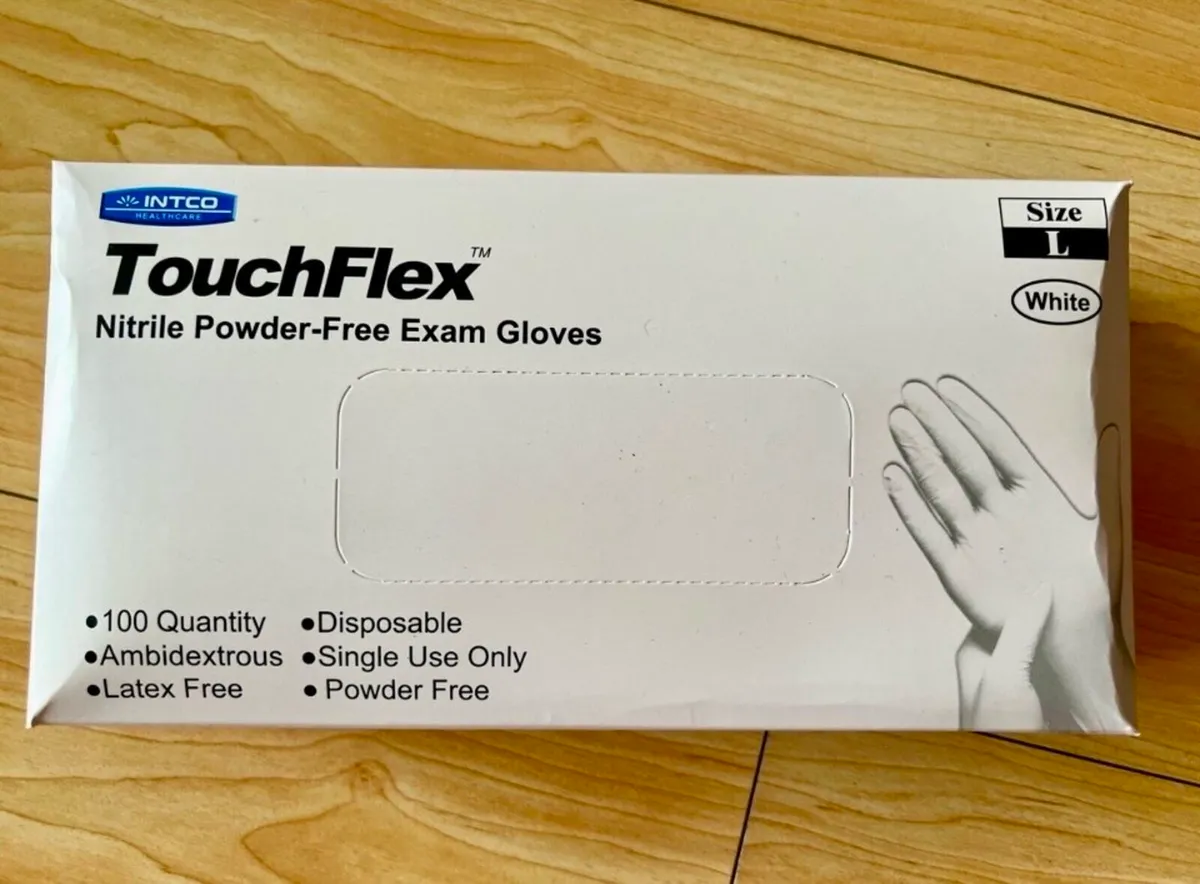 INTCO
HEALTHCARE
TouchFlex™
Nitrile Powder-Free Exam Gloves
Size
L
White
•100 Quantity •Disposable
•Ambidextrous •Single Use Only
•Latex Free • Powder Free